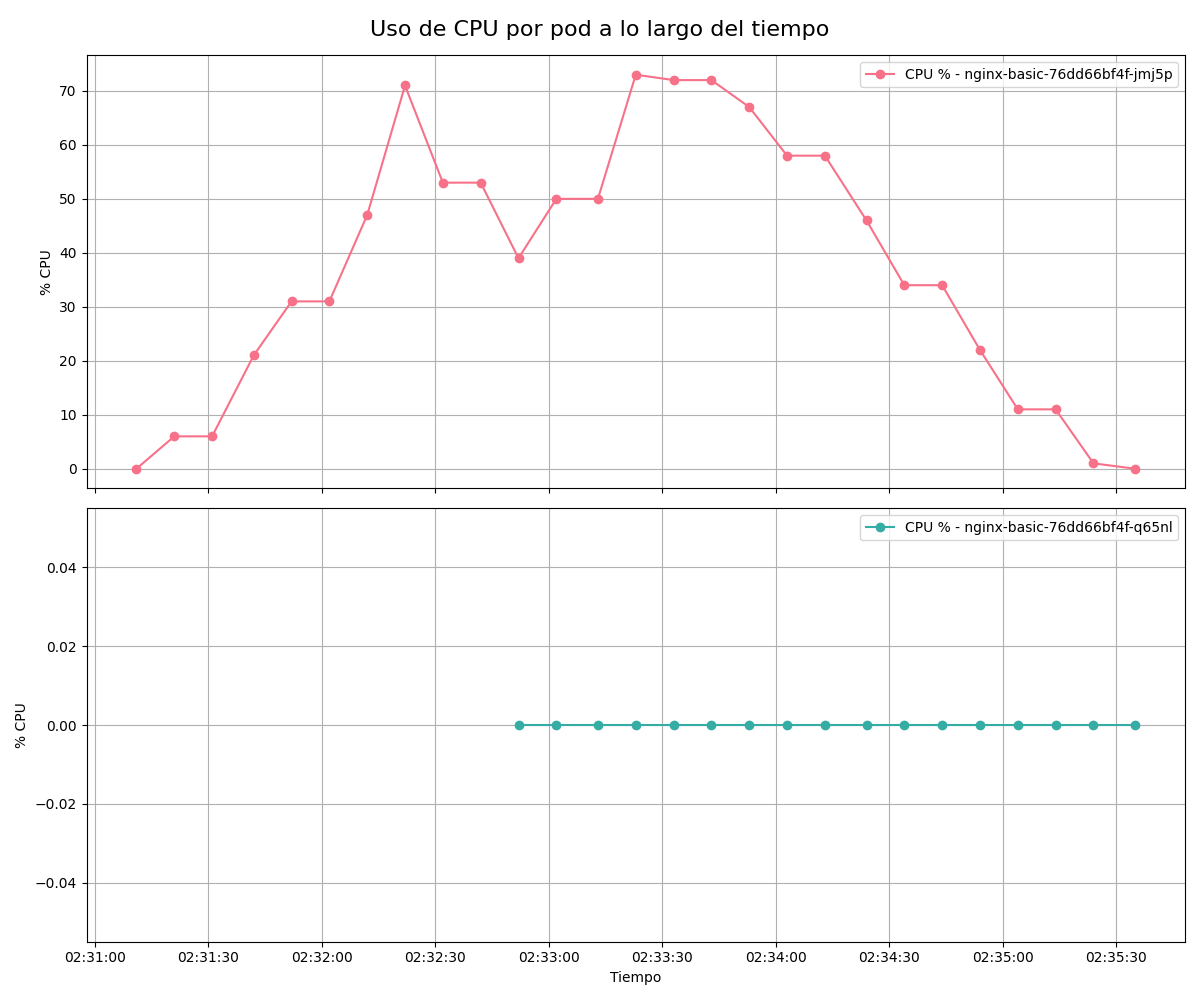 Uso de CPU por pod a lo largo del tiempo
CPU % - nginx-basic-76dd66bf4f-jmj5p
70
60
50
40
30
20
10
0
% CPU
CPU % - nginx-basic-76dd66bf4f-q65nl
0.04
0.02
0.00
−0.02
−0.04
% CPU
02:31:00 02:31:30 02:32:00 02:32:30 02:33:00 02:33:30 02:34:00 02:34:30 02:35:00 02:35:30
Tiempo